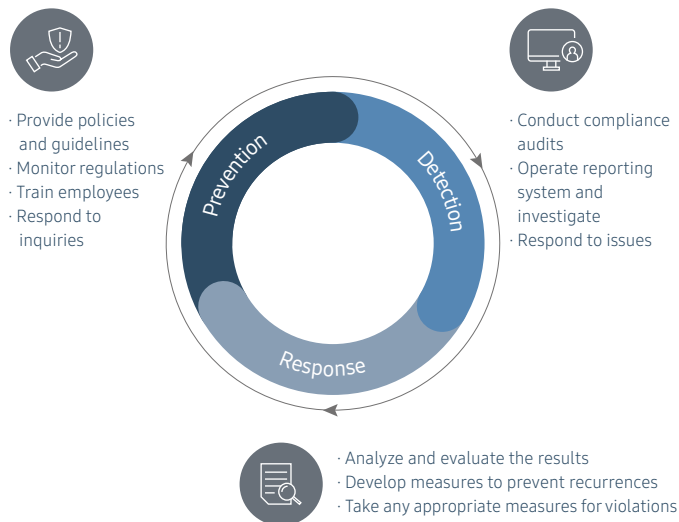 · Provide policies
and guidelines
· Monitor regulations
· Train employees
· Respond to
inquiries
· Conduct compliance
audits
· Operate reporting
system and
investigate
· Respond to issues
Prevention
Detection
Response
· Analyze and evaluate the results
· Develop measures to prevent recurrences
· Take any appropriate measures for violations